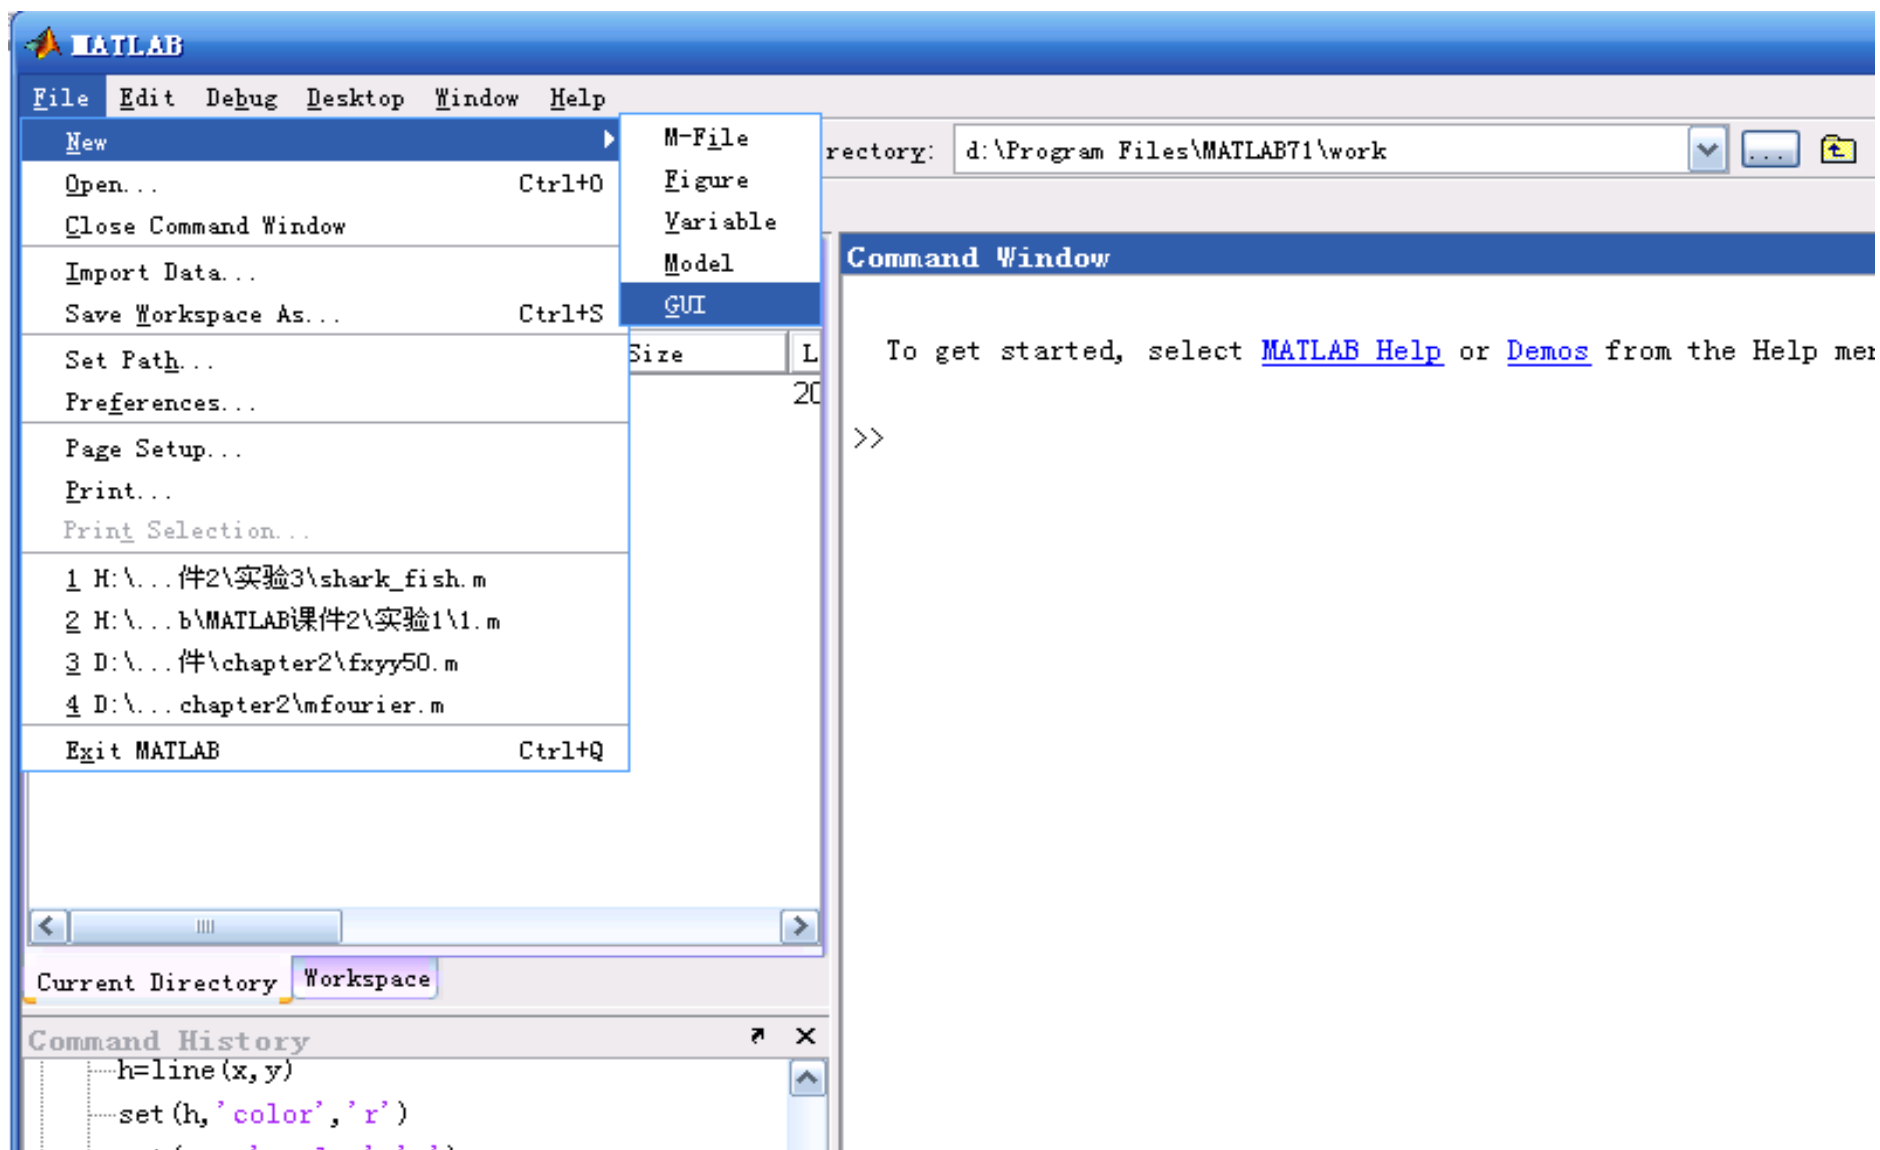 MATLAB
File Edit Debug Desktop Window Help
New
Open... Ctrl+O
Close Command Window
Import Data...
Save Workspace As... Ctrl+S
Set Path...
Preferences...
Page Setup...
Print...
Print Selection...
1 H:\...件2\实验3\shark_fish.m
2 H:\...b\MATLAB课件2\实验1\1.m
3 D:\...件\chapter2\fxyy50.m
4 D:\...chapter2\mfourier.m
Exit MATLAB Ctrl+Q
M-File
Figure
Variable
Model
GUI
rectory: d:\Program Files\MATLAB71\work ...
Size L
20
Current Directory Workspace
Command History
h=line(x,y)
set(h,'color','r')
Command Window
To get started, select MATLAB Help or Demos from the Help men
>>